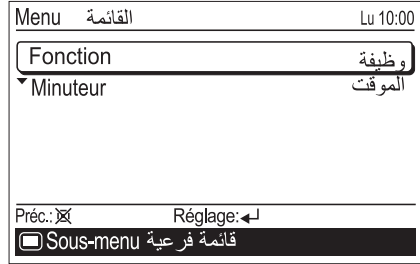 Menu القائمة Lu 10:00
Fonction وظيفة
Minuteur الموقت
Préc.: Réglage:
Sous-menu قائمة فرعية